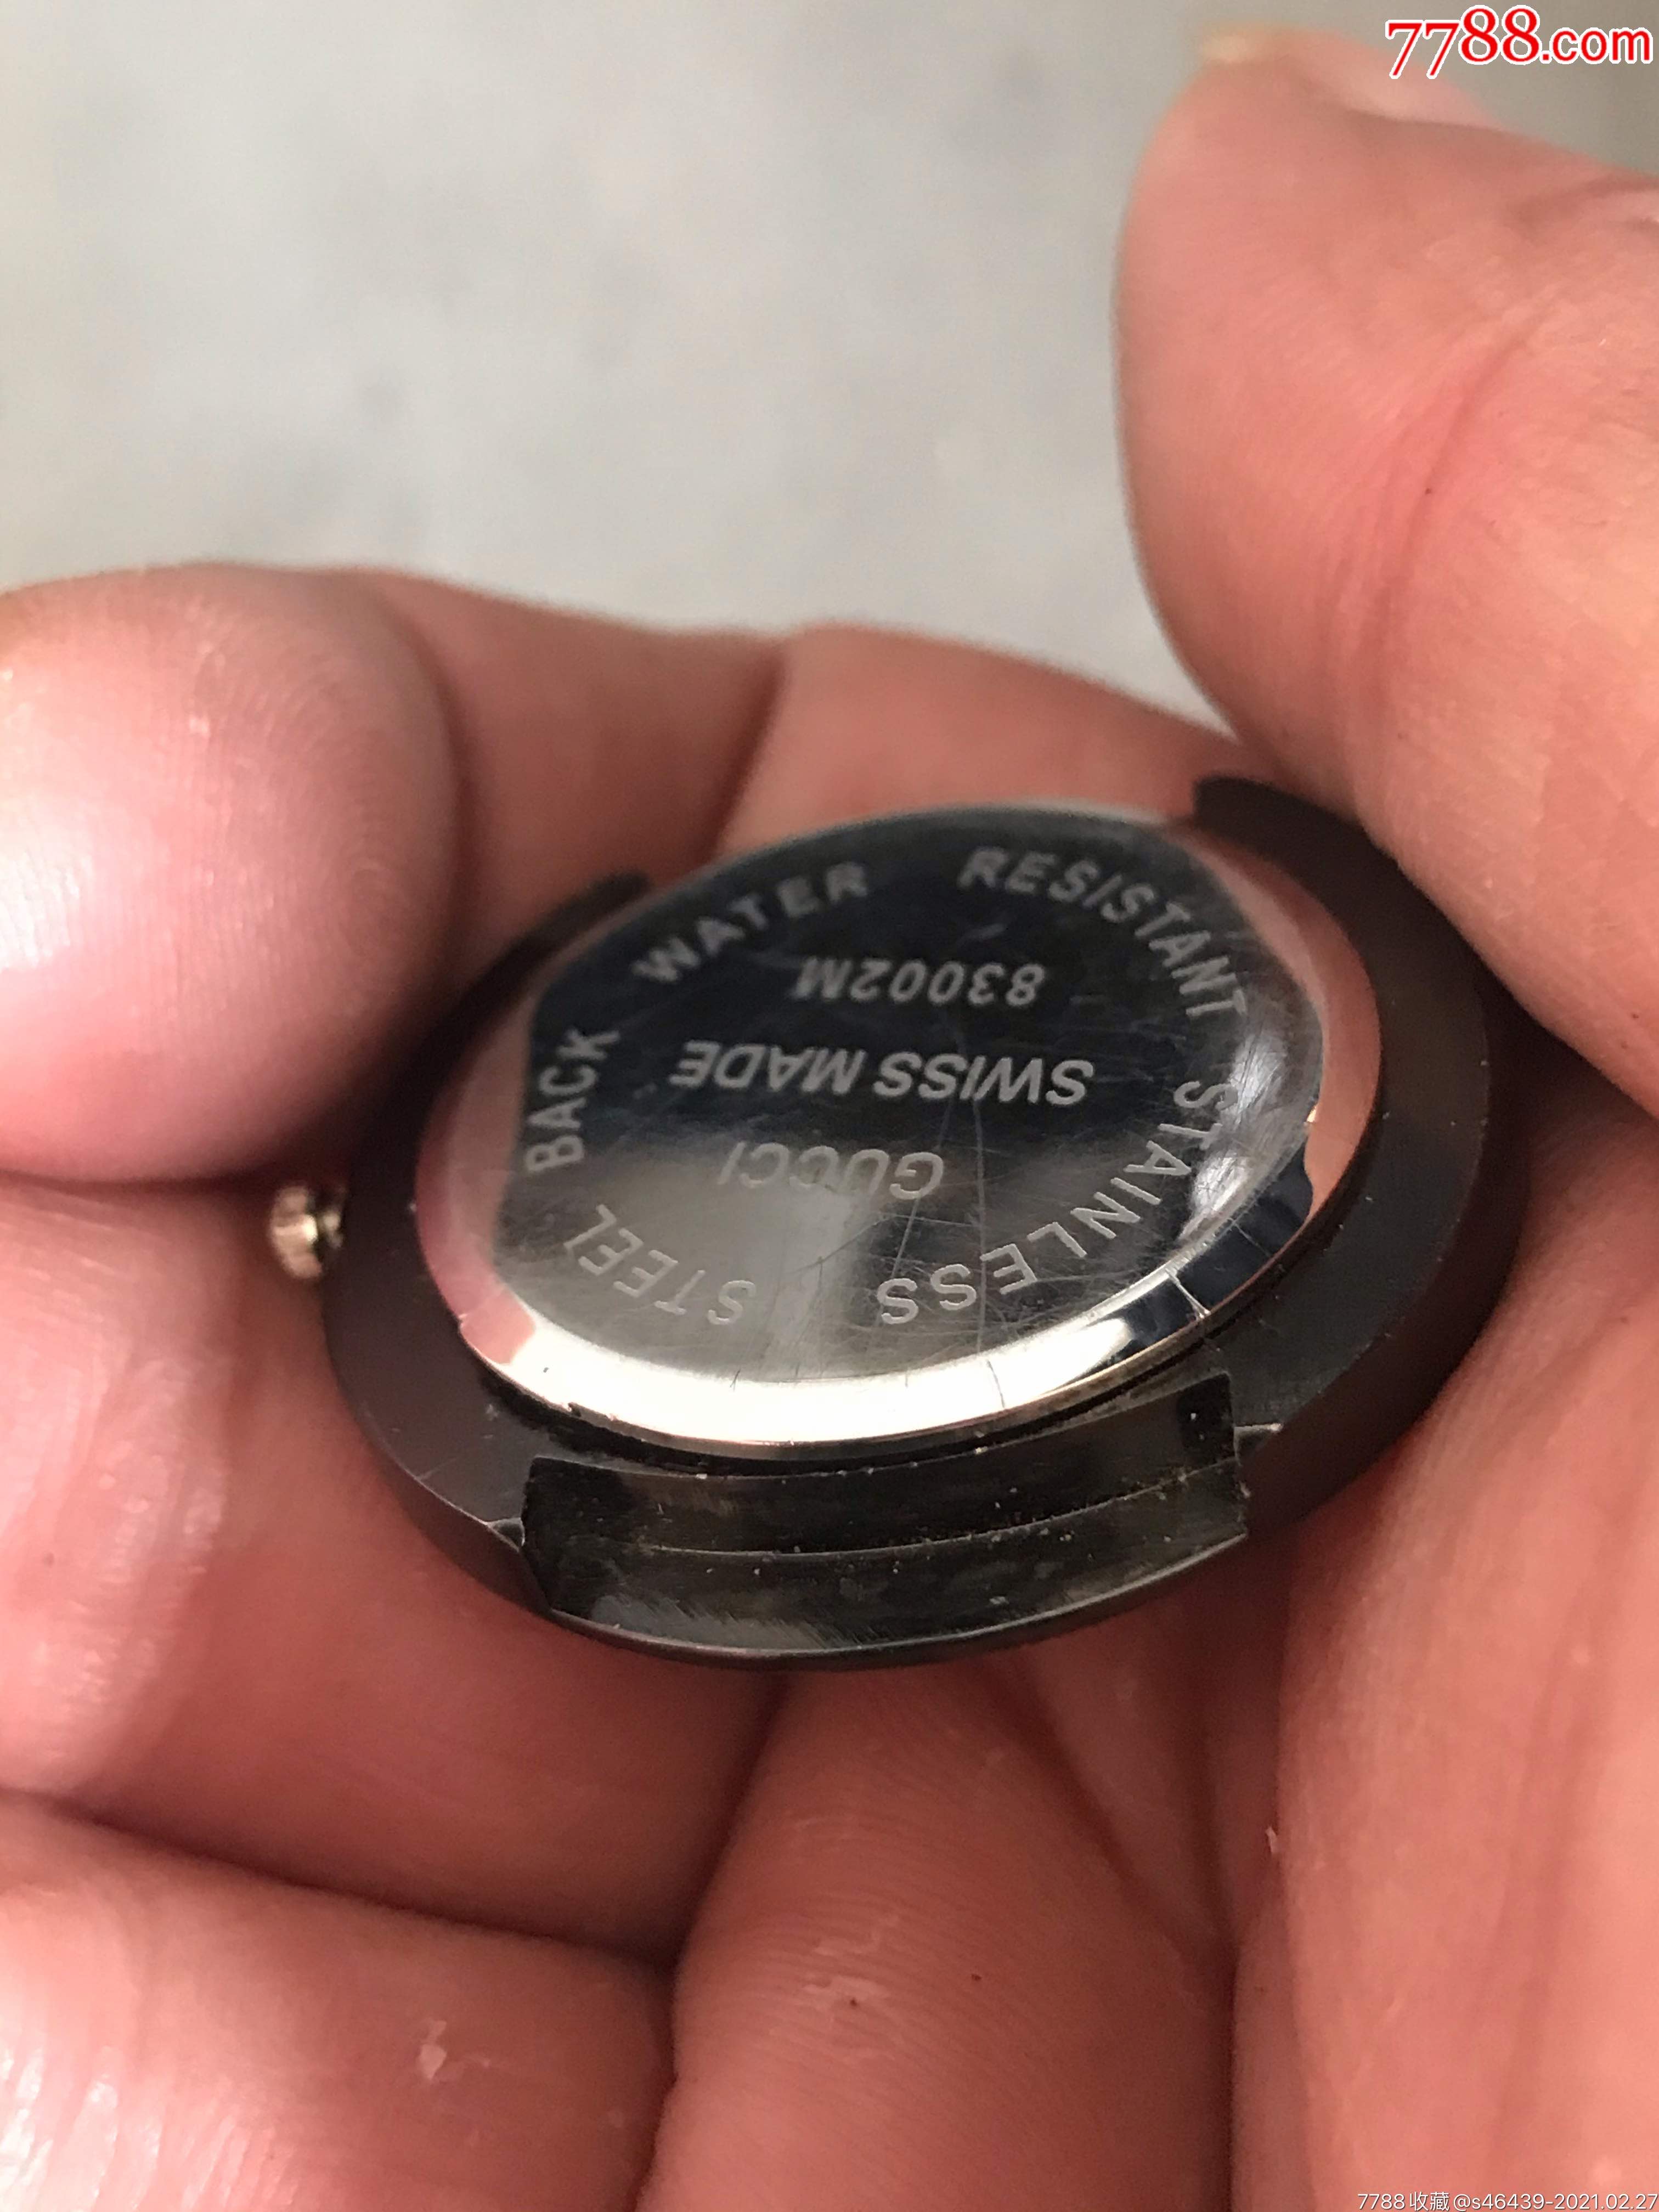 7788.com
WATER RESISTANT STAINLESS STEEL BACK
GUCCI
SWISS MADE
83002M
7788收藏@s46439-2021.02.27